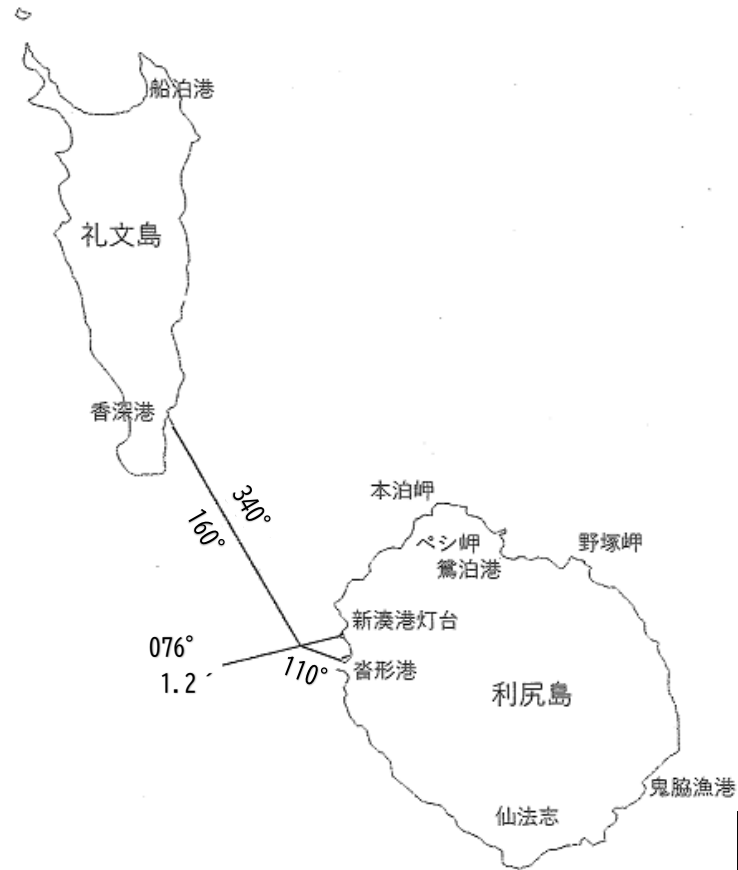 船泊港
礼文島
香深港
340°
160°
本泊岬
ペシ岬
鴛泊港
野塚岬
新湊港灯台
076°
1.2´
110°
沓形港
利尻島
鬼脇漁港
仙法志